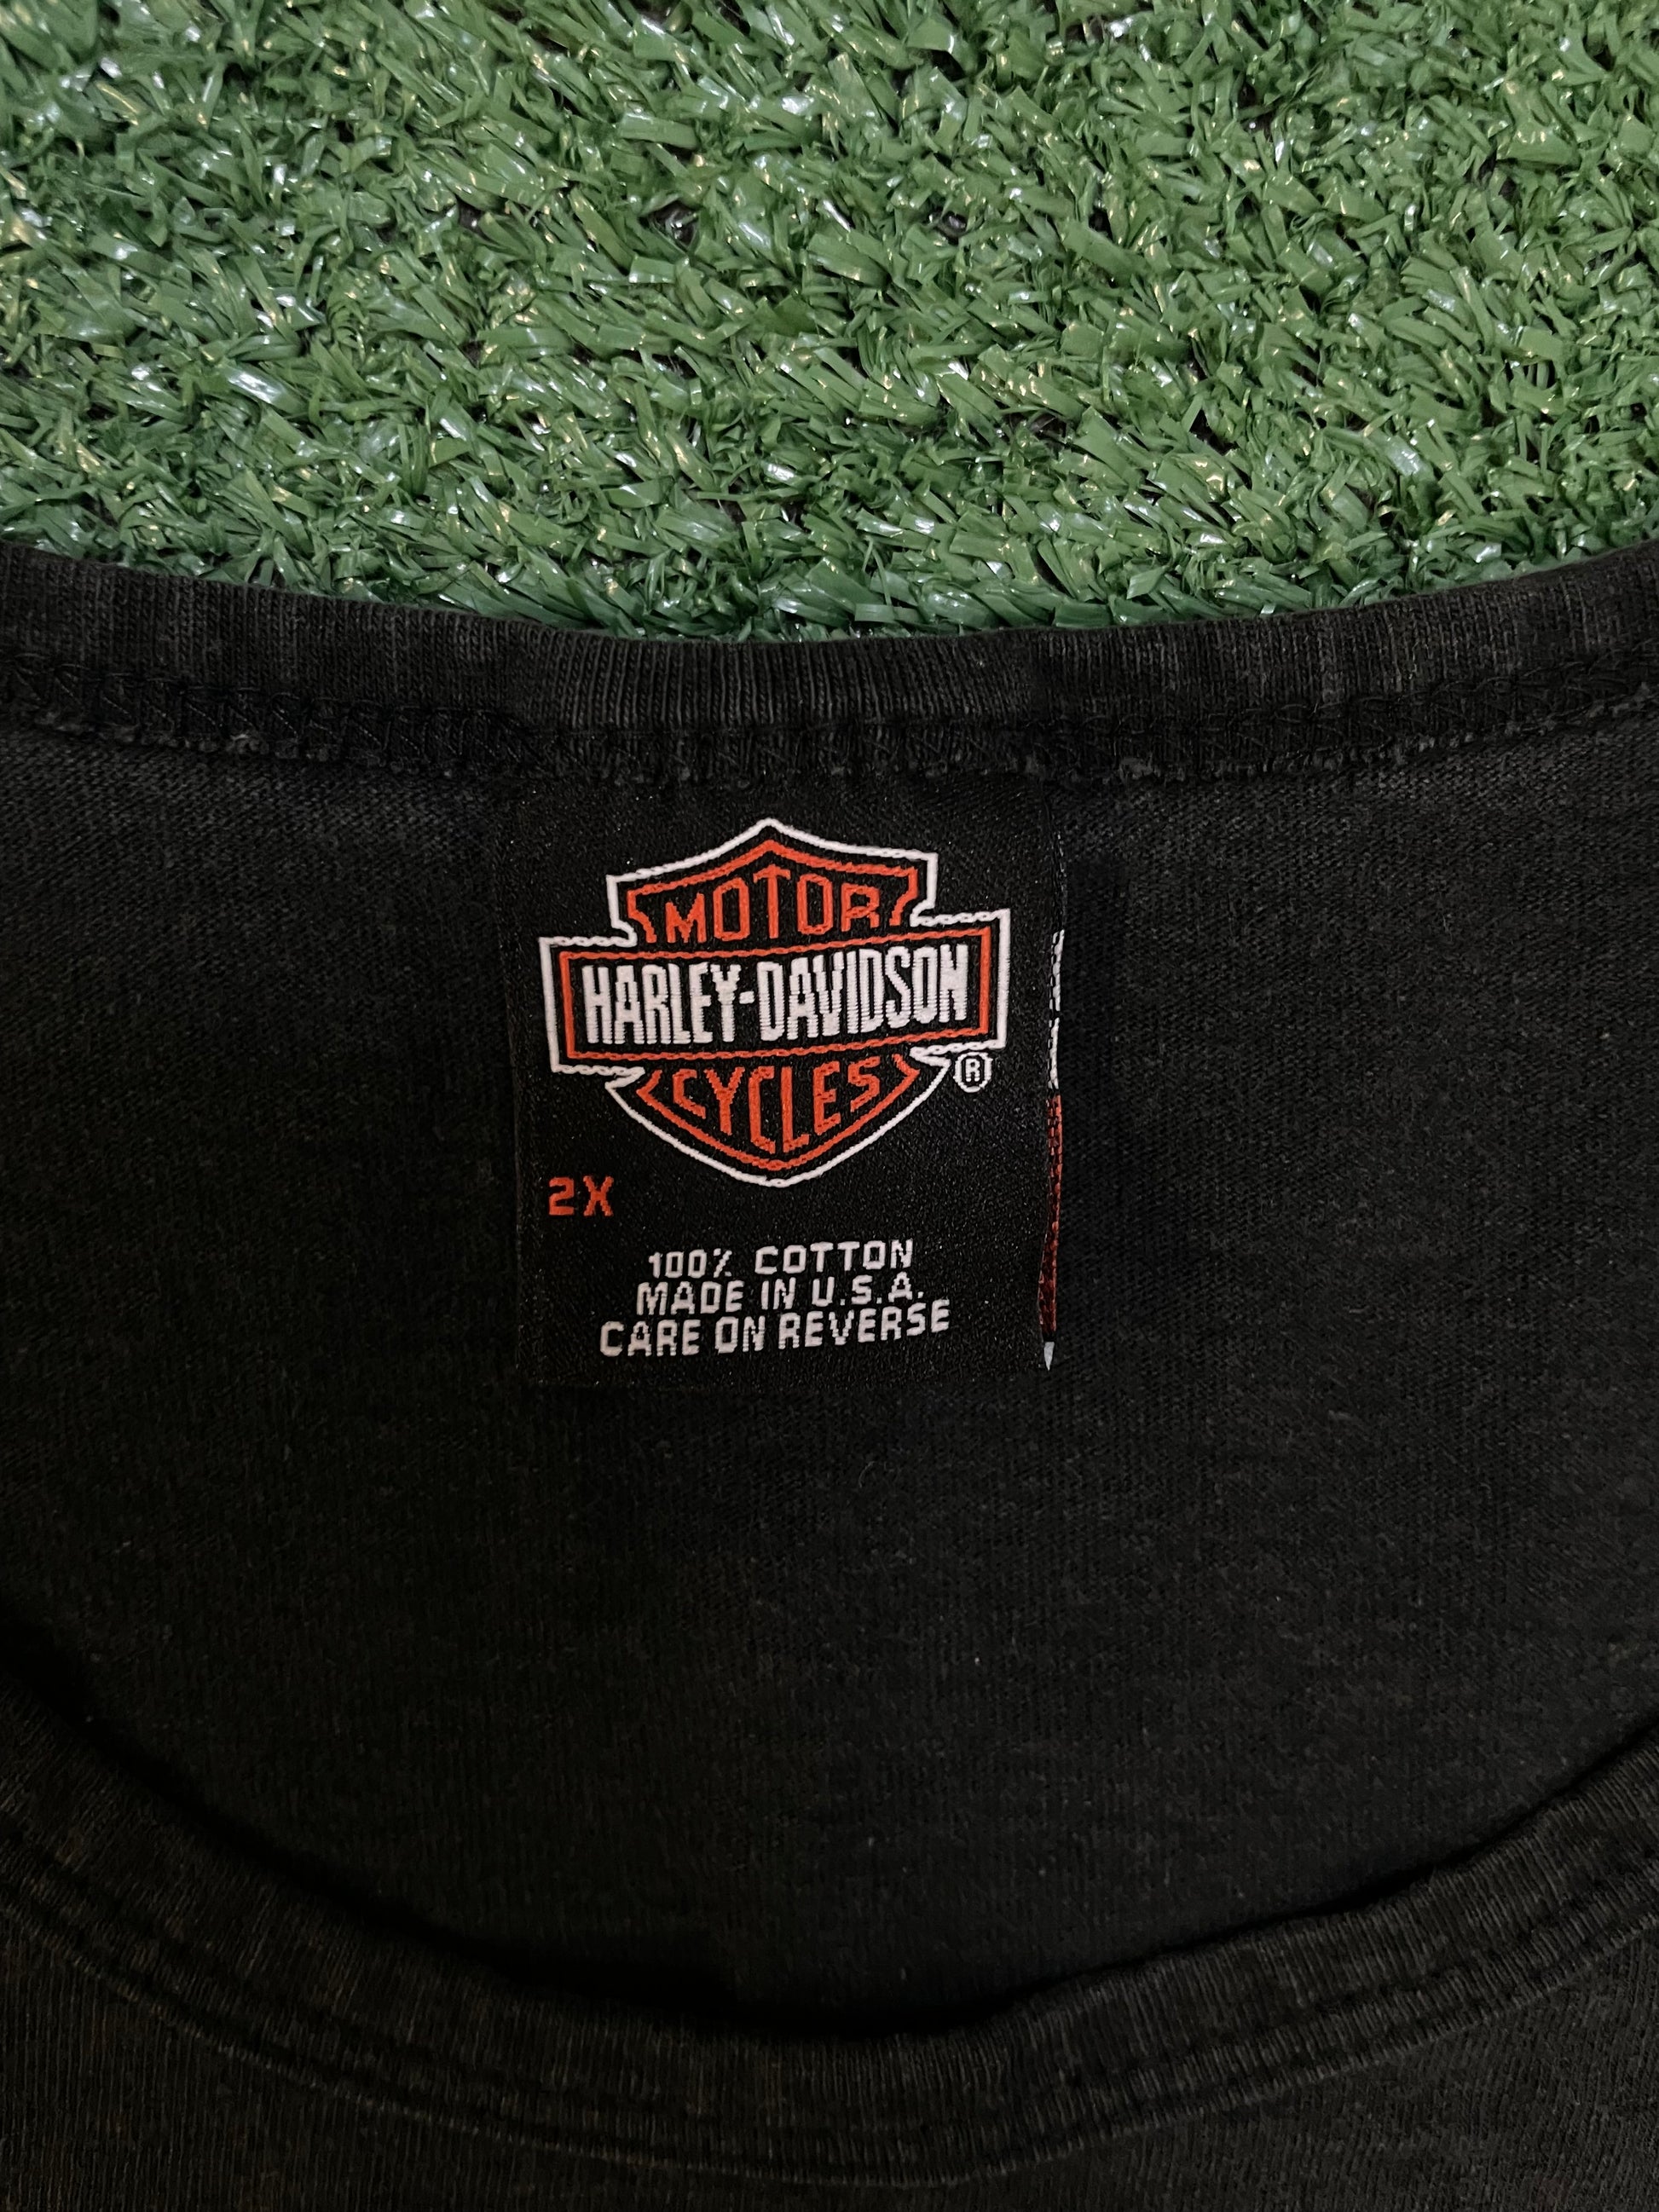 MOTOR
HARLEY-DAVIDSON
CYCLES
®
2X
100% COTTON
MADE IN U.S.A.
CARE ON REVERSE